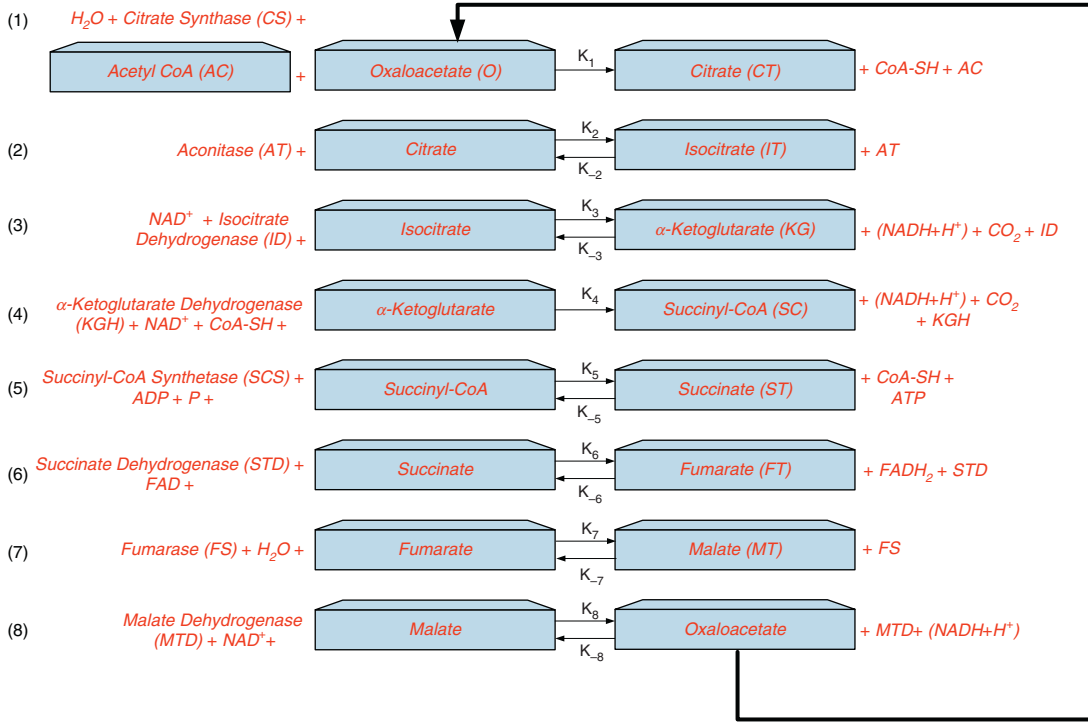 (1) H₂O + Citrate Synthase (CS) +
Acetyl CoA (AC) + Oxaloacetate (O) K₁ Citrate (CT) + CoA-SH + AC
(2) Aconitase (AT) + Citrate K₂ K₋₂ Isocitrate (IT) + AT
(3) NAD⁺ + Isocitrate
Dehydrogenase (ID) + Isocitrate K₃ K₋₃ α-Ketoglutarate (KG) + (NADH+H⁺) + CO₂ + ID
(4) α-Ketoglutarate Dehydrogenase
(KGH) + NAD⁺ + CoA-SH + α-Ketoglutarate K₄ Succinyl-CoA (SC) + (NADH+H⁺) + CO₂
+ KGH
(5) Succinyl-CoA Synthetase (SCS) +
ADP + P + Succinyl-CoA K₅ K₋₅ Succinate (ST) + CoA-SH +
ATP
(6) Succinate Dehydrogenase (STD) +
FAD + Succinate K₆ K₋₆ Fumarate (FT) + FADH₂ + STD
(7) Fumarase (FS) + H₂O + Fumarate K₇ K₋₇ Malate (MT) + FS
(8) Malate Dehydrogenase
(MTD) + NAD⁺+ Malate K₈ K₋₈ Oxaloacetate + MTD+ (NADH+H⁺)